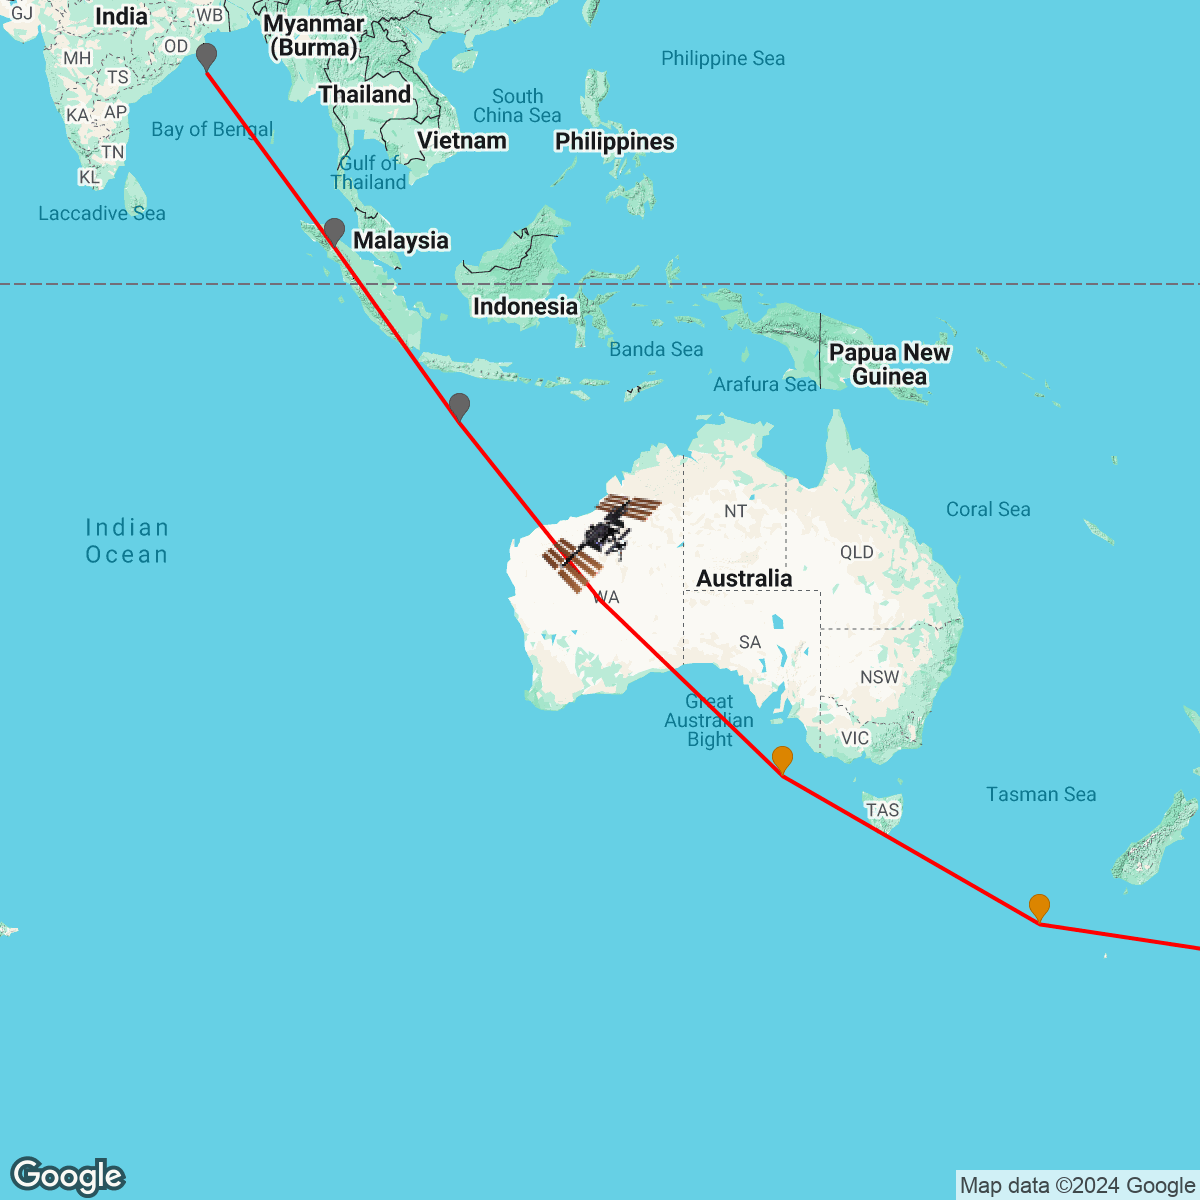 GJ
India
WB
Myanmar
(Burma)
OD
MH
TS
Philippine Sea
Thailand
South
China Sea
KA
AP
Bay of Bengal
Vietnam
Philippines
TN
Gulf of
Thailand
KL
Laccadive Sea
Malaysia
Indonesia
Banda Sea
Papua New
Guinea
Arafura Sea
Indian
Ocean
NT
Coral Sea
QLD
Australia
WA
SA
NSW
Great
Australian
Bight
VIC
Tasman Sea
TAS
Google
Map data ©2024 Google